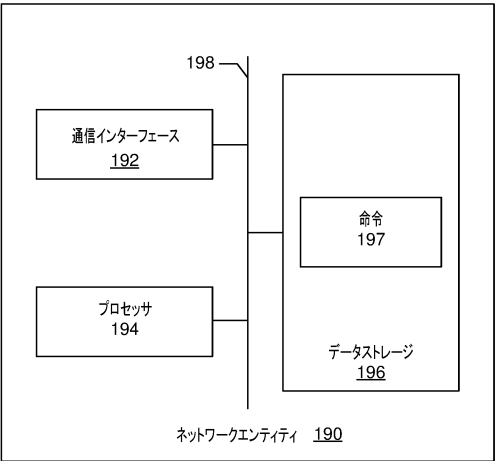 198
通信インターフェース
192
命令
197
プロセッサ
194
データストレージ
196
ネットワークエンティティ 190